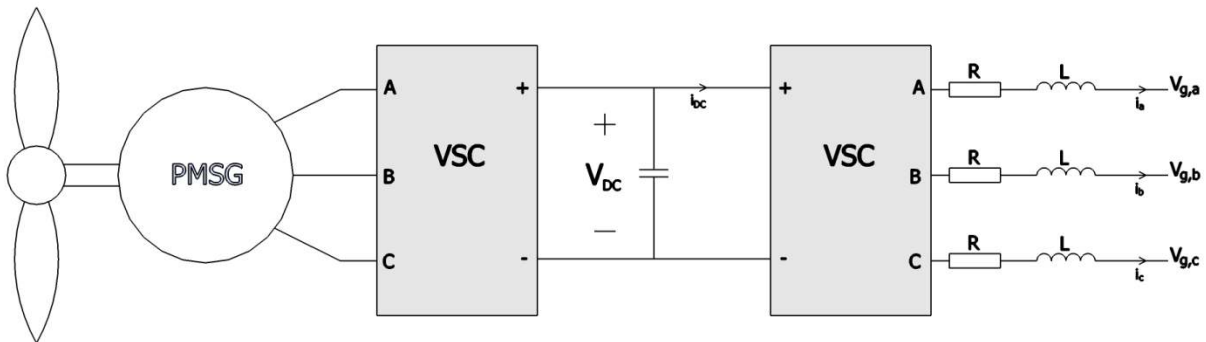 PMSG
A
B
C
VSC
+
-
+
V_DC
—
i_DC
+
-
VSC
A
B
C
R L
i_a V_g,a
R L
i_b V_g,b
R L
i_c V_g,c